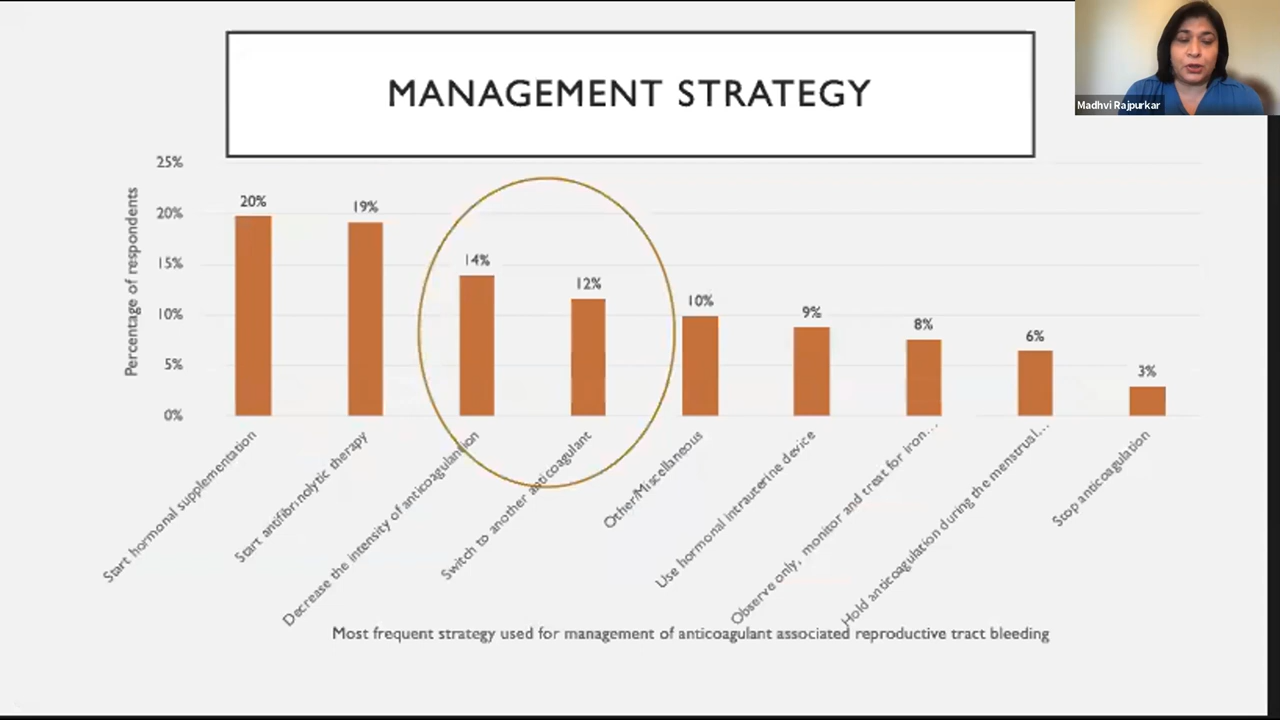 MANAGEMENT STRATEGY
Madhvi Rajpurkar
Percentage of respondents
25%
20%
15%
10%
5%
0%
20%
19%
14%
12%
10%
9%
8%
6%
3%
Start hormonal supplementation
Start antifibrinolytic therapy
Decrease the intensity of anticoagulantion
Switch to another anticoagulant
Other/Miscellaneous
Use hormonal intrauterine device
Observe only, monitor and treat for iron...
Hold anticoagulation during the menstrual...
Stop anticoagulation
Most frequent strategy used for management of anticoagulant associated reproductive tract bleeding